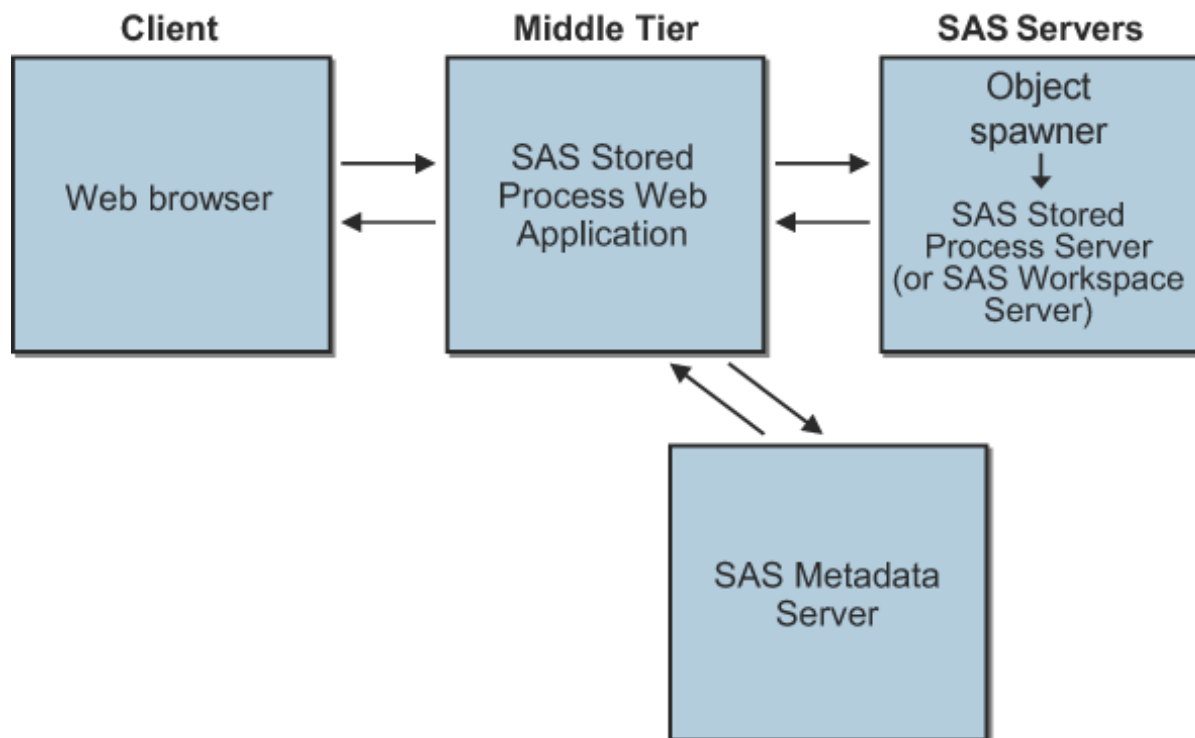 Client
Middle Tier
SAS Servers
Web browser
SAS Stored
Process Web
Application
Object
spawner
SAS Stored
Process Server
(or SAS Workspace
Server)
SAS Metadata
Server